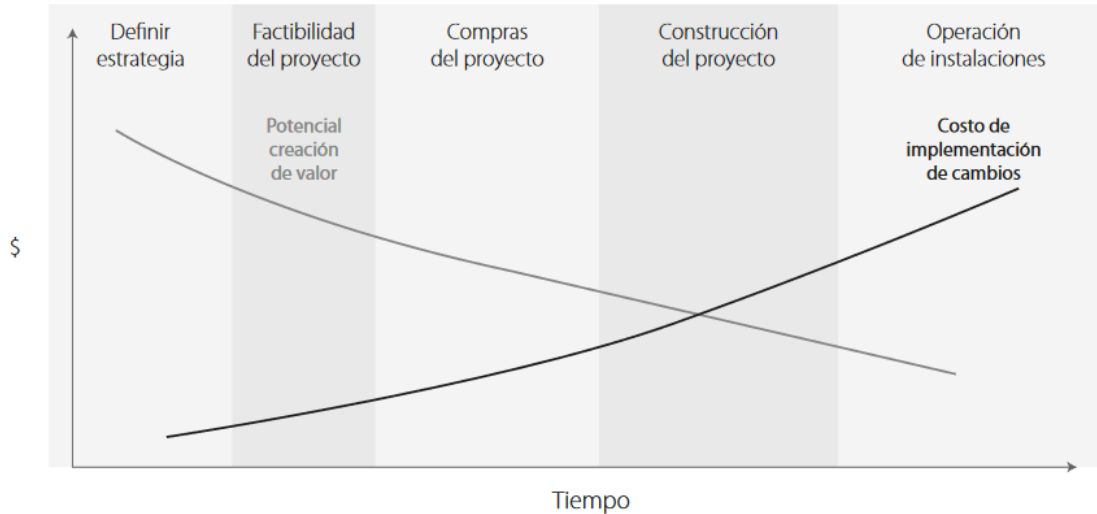 Definir
estrategia
Factibilidad
del proyecto
Compras
del proyecto
Construcción
del proyecto
Operación
de instalaciones
Potencial
creación
de valor
Costo de
implementación
de cambios
$
Tiempo